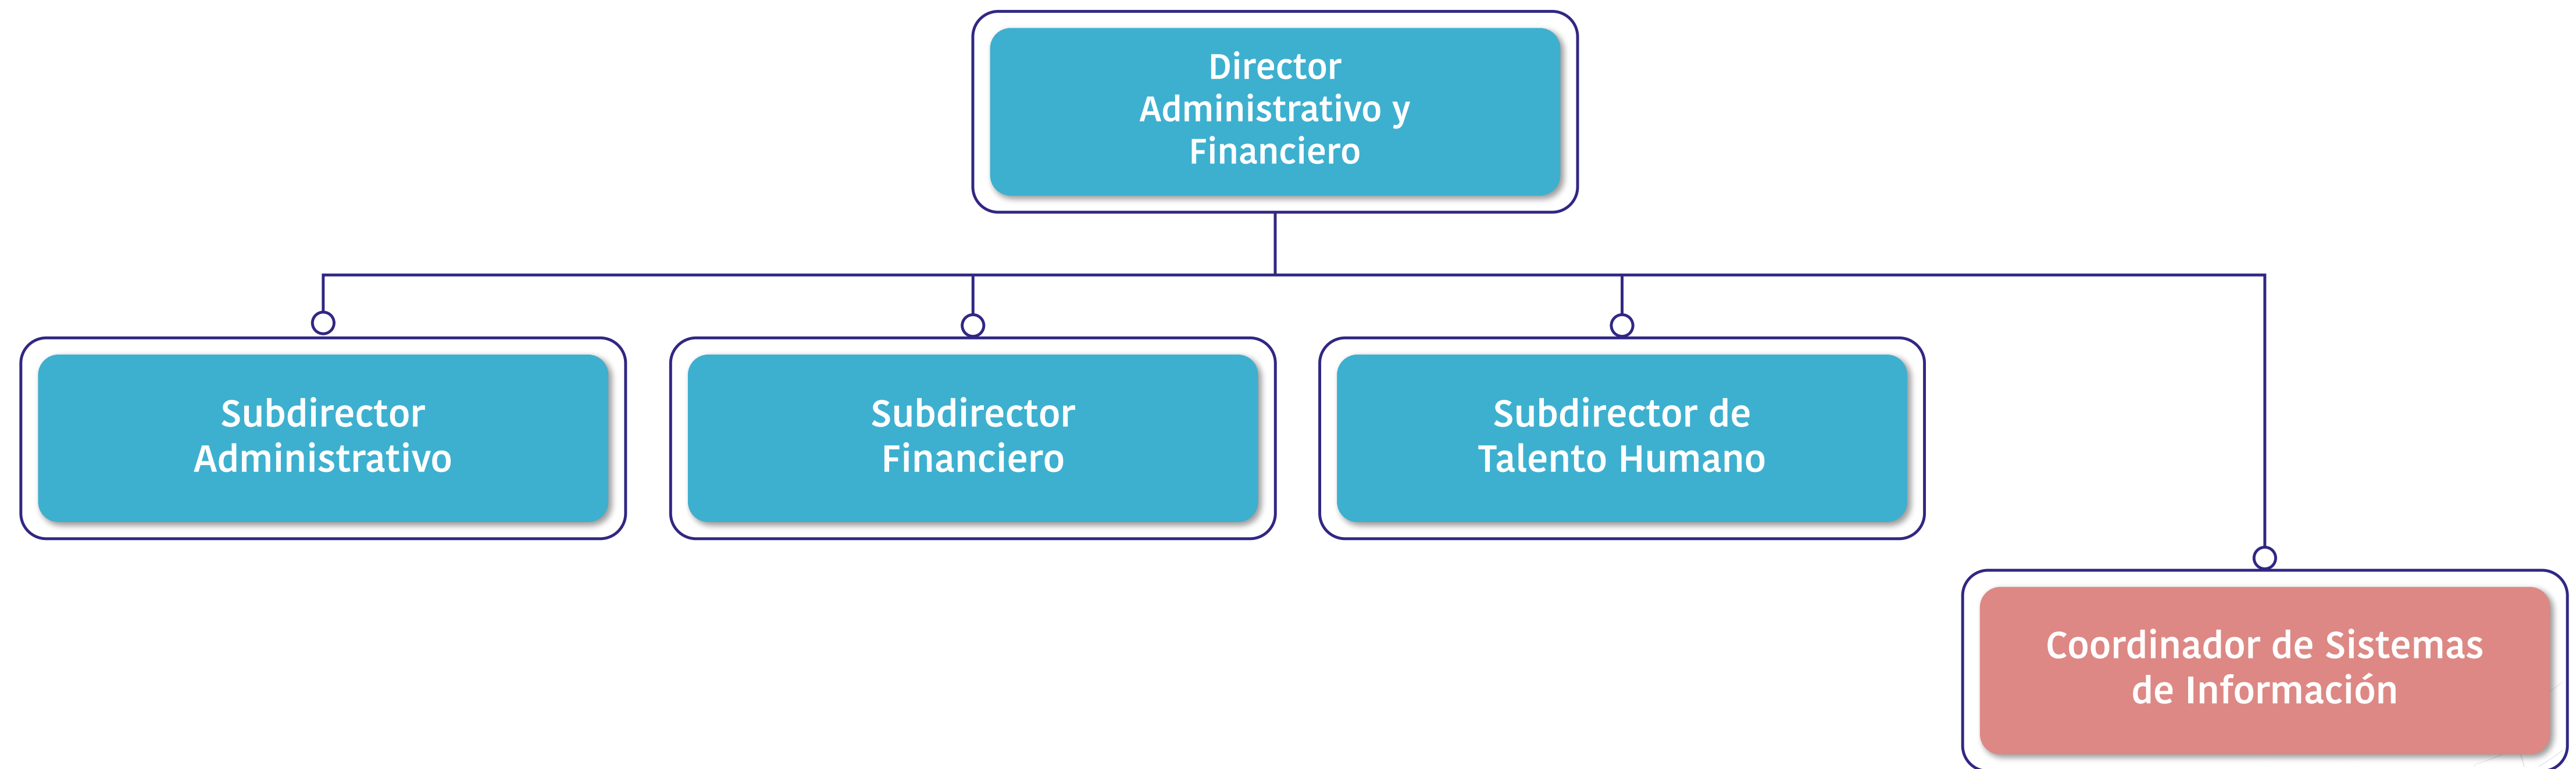 Director
Administrativo y
Financiero
Subdirector
Administrativo
Subdirector
Financiero
Subdirector de
Talento Humano
Coordinador de Sistemas
de Información